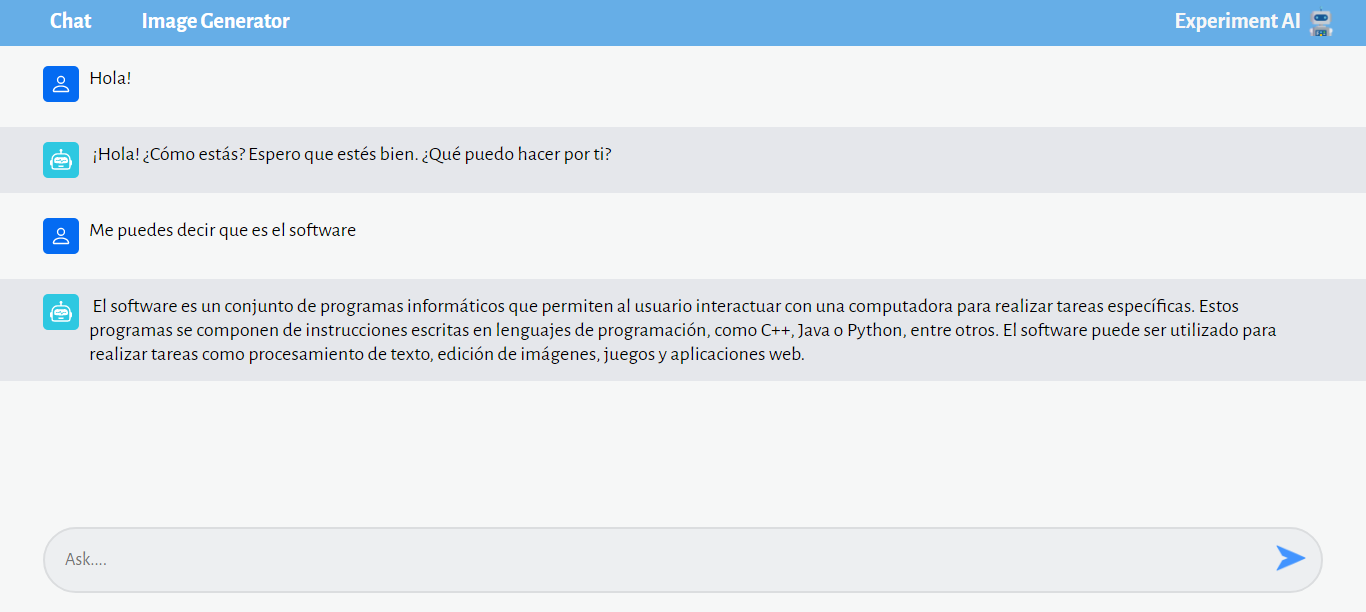 Chat
Image Generator
Experiment AI
Hola!
¡Hola! ¿Cómo estás? Espero que estés bien. ¿Qué puedo hacer por ti?
Me puedes decir que es el software
El software es un conjunto de programas informáticos que permiten al usuario interactuar con una computadora para realizar tareas específicas. Estos
programas se componen de instrucciones escritas en lenguajes de programación, como C++, Java o Python, entre otros. El software puede ser utilizado para
realizar tareas como procesamiento de texto, edición de imágenes, juegos y aplicaciones web.
Ask....